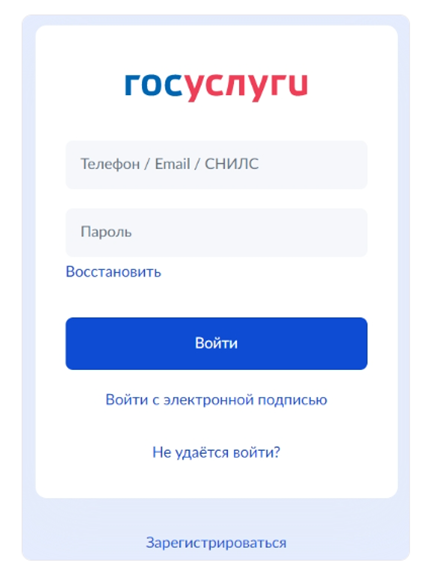 госуслуги
Телефон / Email / СНИЛС
Пароль
Восстановить
Войти
Войти с электронной подписью
Не удаётся войти?
Зарегистрироваться